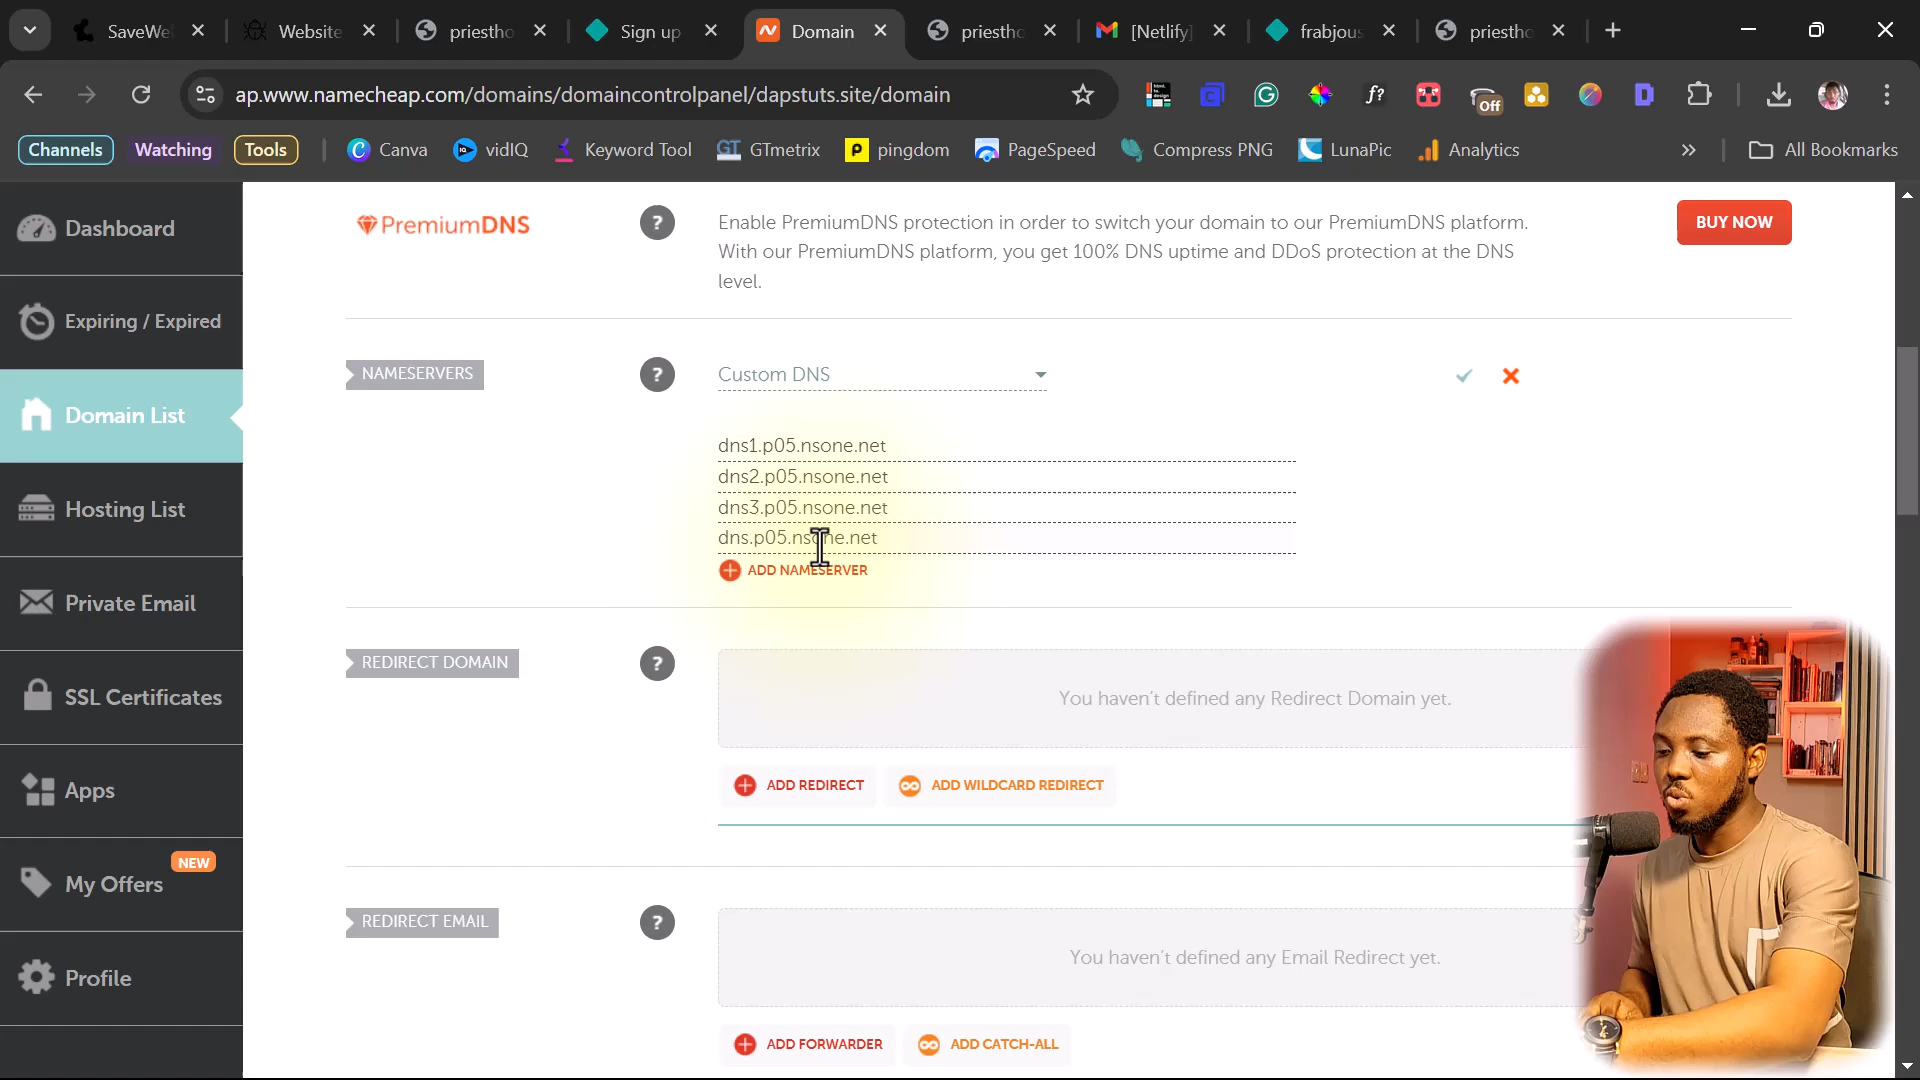 SaveWe
Website
priestho
Sign up
Domain
priestho
[Netlify]
frabjous
priestho
ap.www.namecheap.com/domains/domaincontrolpanel/dapstuts.site/domain
f?
Off
D
Channels
Watching
Tools
Canva
vidIQ
Keyword Tool
GT
GTmetrix
pingdom
PageSpeed
Compress PNG
LunaPic
Analytics
»
All Bookmarks
Dashboard
Expiring / Expired
Domain List
Hosting List
Private Email
SSL Certificates
Apps
NEW
My Offers
Profile
PremiumDNS
?
Enable PremiumDNS protection in order to switch your domain to our PremiumDNS platform.
With our PremiumDNS platform, you get 100% DNS uptime and DDoS protection at the DNS
level.
BUY NOW
NAMESERVERS
?
Custom DNS
dns1.p05.nsone.net
dns2.p05.nsone.net
dns3.p05.nsone.net
dns.p05.nsone.net
ADD NAMESERVER
REDIRECT DOMAIN
?
You haven't defined any Redirect Domain yet.
ADD REDIRECT
ADD WILDCARD REDIRECT
REDIRECT EMAIL
?
You haven't defined any Email Redirect yet.
ADD FORWARDER
ADD CATCH-ALL